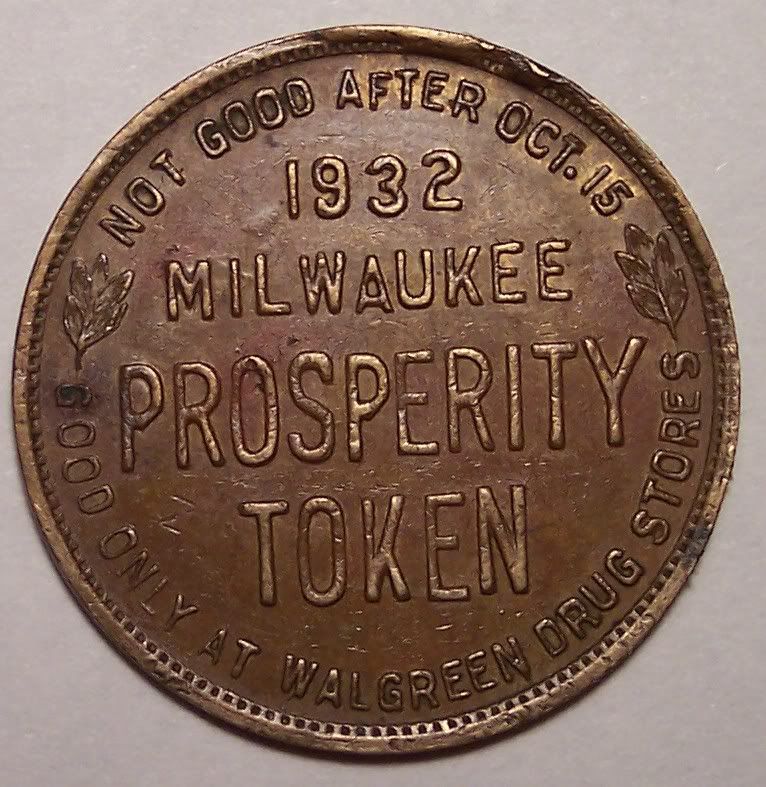 NOT GOOD AFTER OCT. 15
1932
MILWAUKEE
PROSPERITY
TOKEN
GOOD ONLY AT WALGREEN DRUG STORES